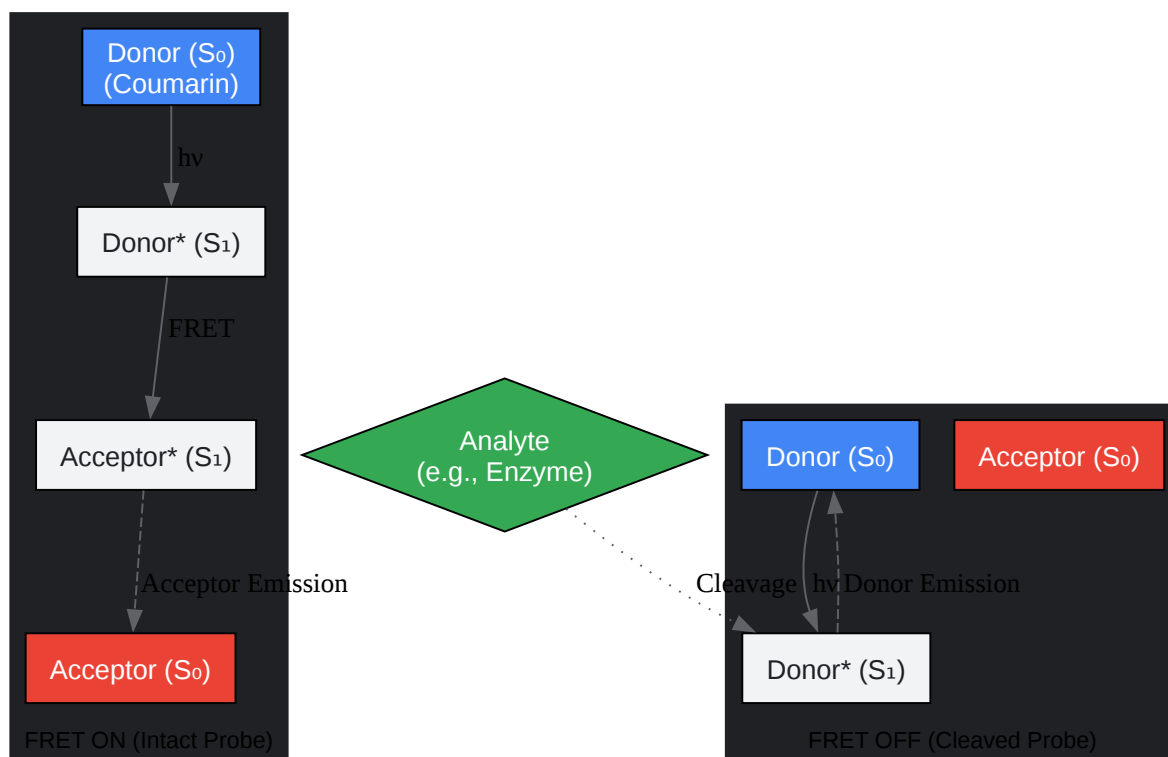 Donor (S₀)
(Coumarin)
hν
Donor* (S₁)
FRET
Acceptor* (S₁)
Acceptor Emission
Acceptor (S₀)
FRET ON (Intact Probe)
Analyte
(e.g., Enzyme)
Donor (S₀)
Acceptor (S₀)
Cleavage
hν
Donor Emission
Donor* (S₁)
FRET OFF (Cleaved Probe)